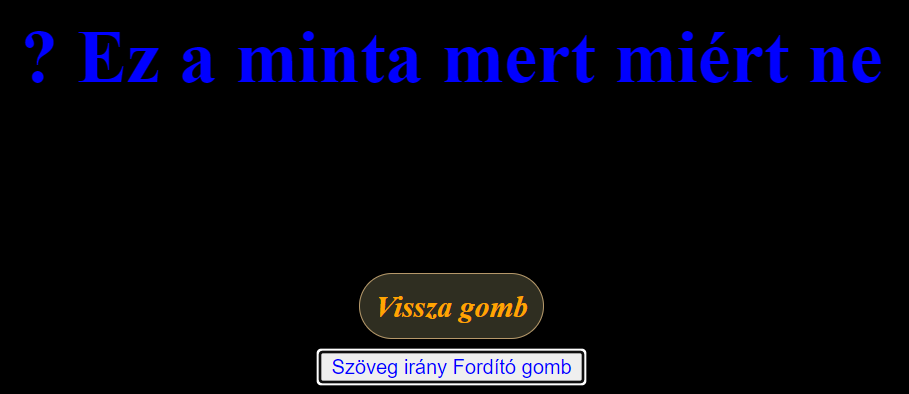 ? Ez a minta mert miért ne
Vissza gomb
Szöveg irány Fordító gomb